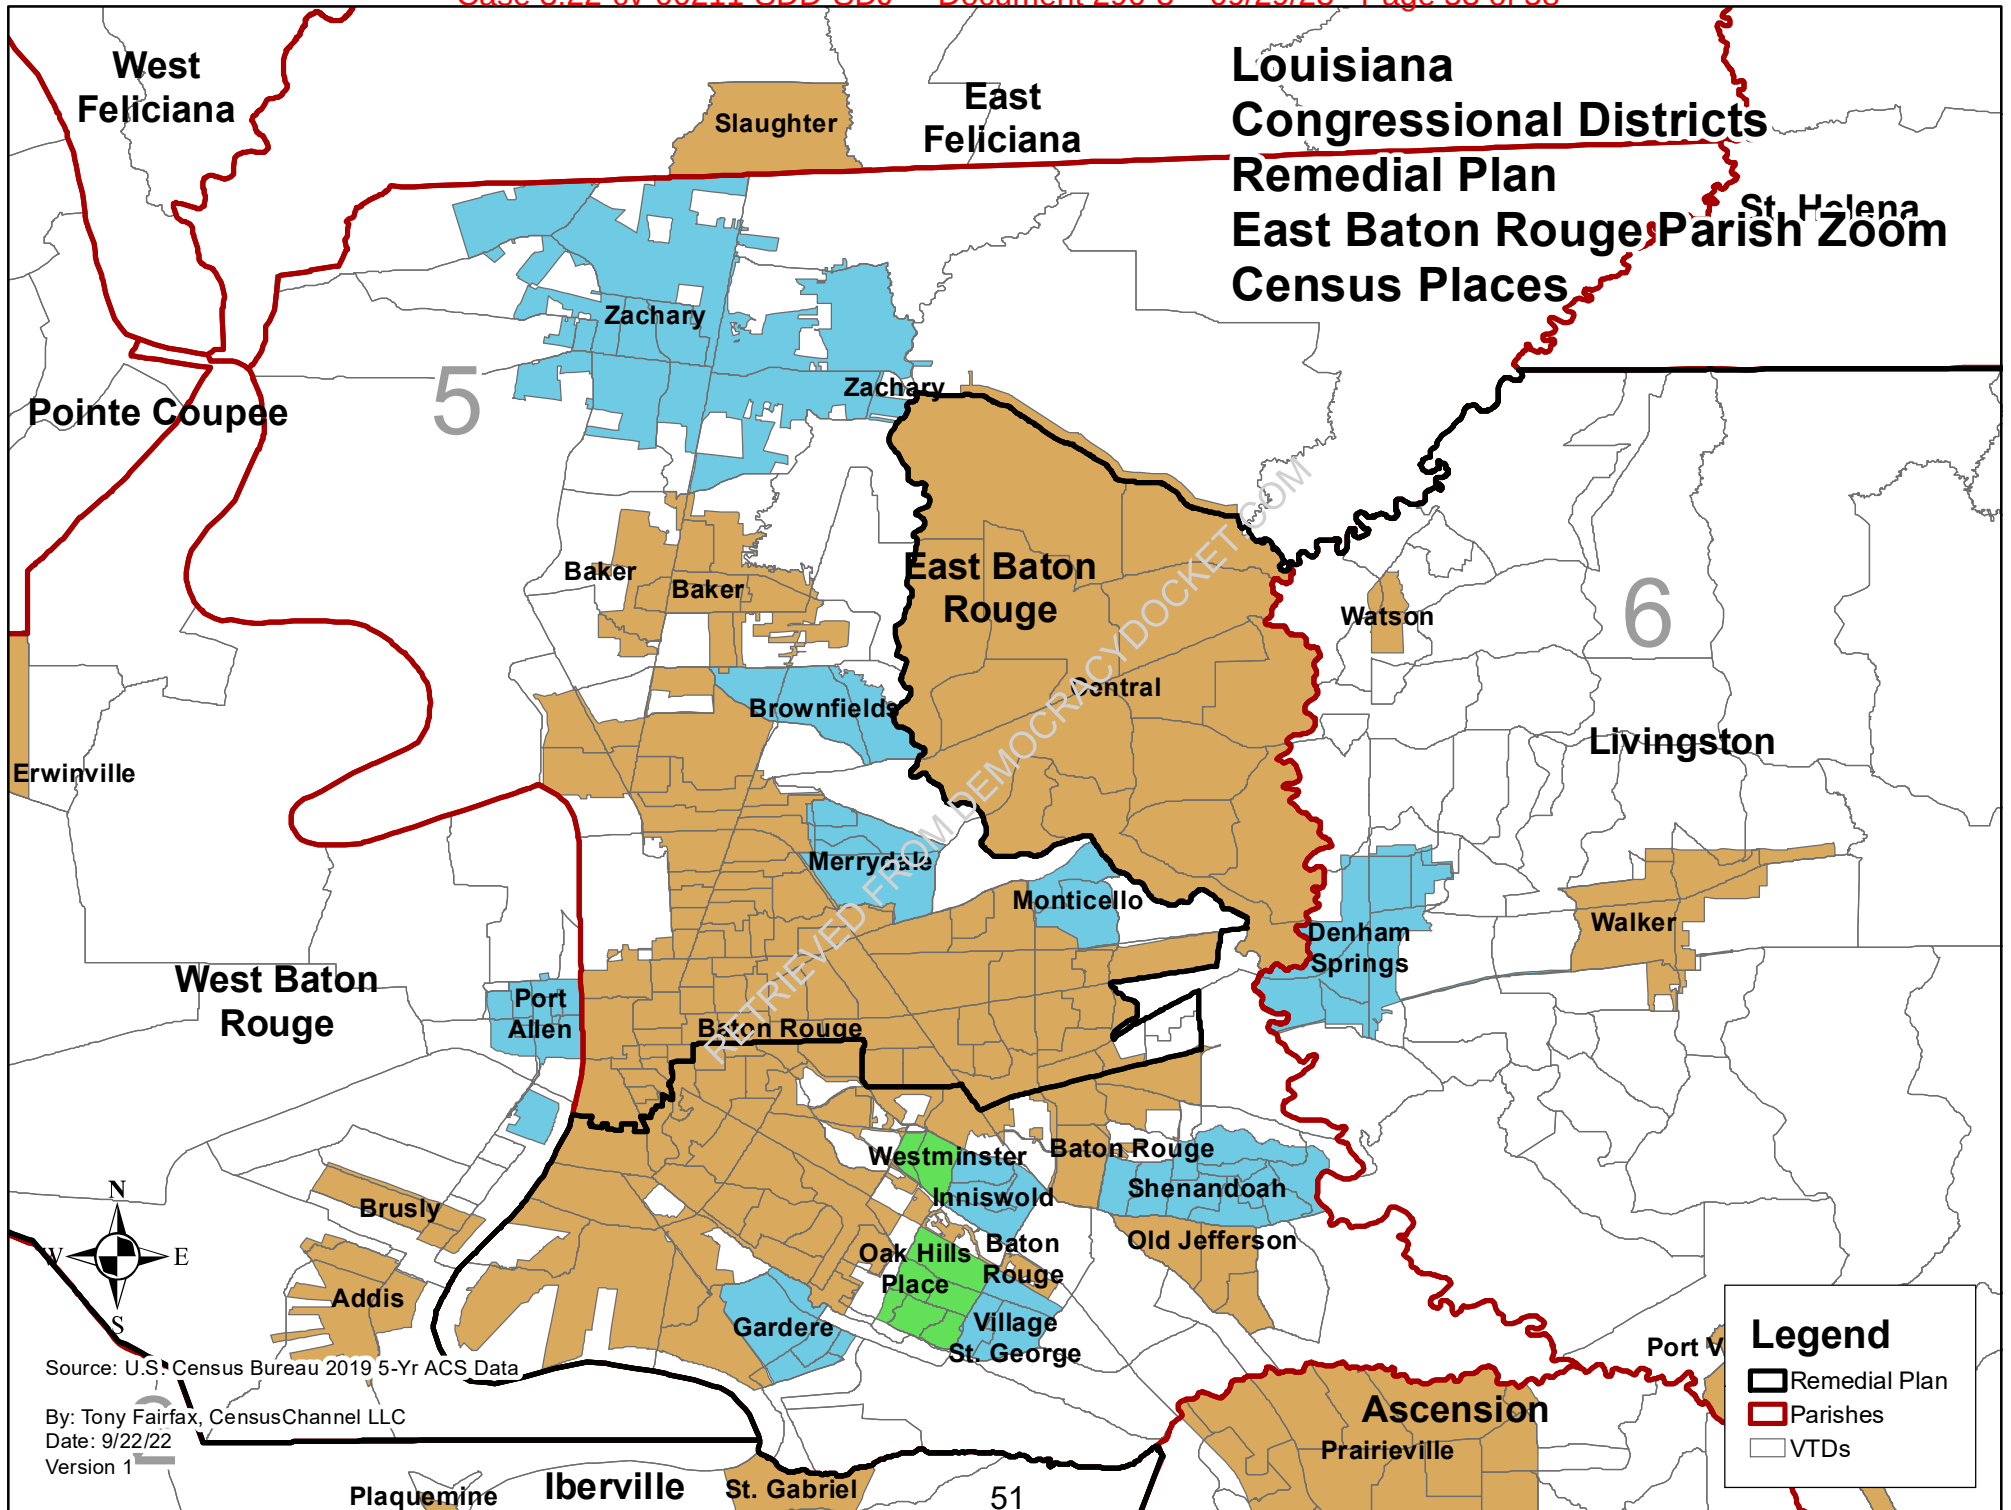 Louisiana
Congressional Districts
Remedial Plan
East Baton Rouge Parish Zoom
Census Places
West
Feliciana
Slaughter
East
Feliciana
St. Helena
Zachary
Zachary
5
Pointe Coupee
Baker
Baker
East Baton
Rouge
Watson
6
Central
Brownfields
Livingston
Erwinville
Merrydale
Monticello
Walker
Denham
Springs
West Baton
Rouge
Port
Allen
Baton Rouge
Westminster
Baton Rouge
Inniswold
Shenandoah
Brusly
N
W
E
S
Oak Hills
Place
Baton
Rouge
Old Jefferson
Addis
Gardere
Village
St. George
Port V
Legend
Remedial Plan
Parishes
VTDs
Source: U.S. Census Bureau 2019 5-Yr ACS Data
By: Tony Fairfax, CensusChannel LLC
Date: 9/22/22
Version 1
Ascension
Prairieville
Plaquemine
Iberville
St. Gabriel
51
RETRIEVED FROM DEMOCRACYDOCKET.COM